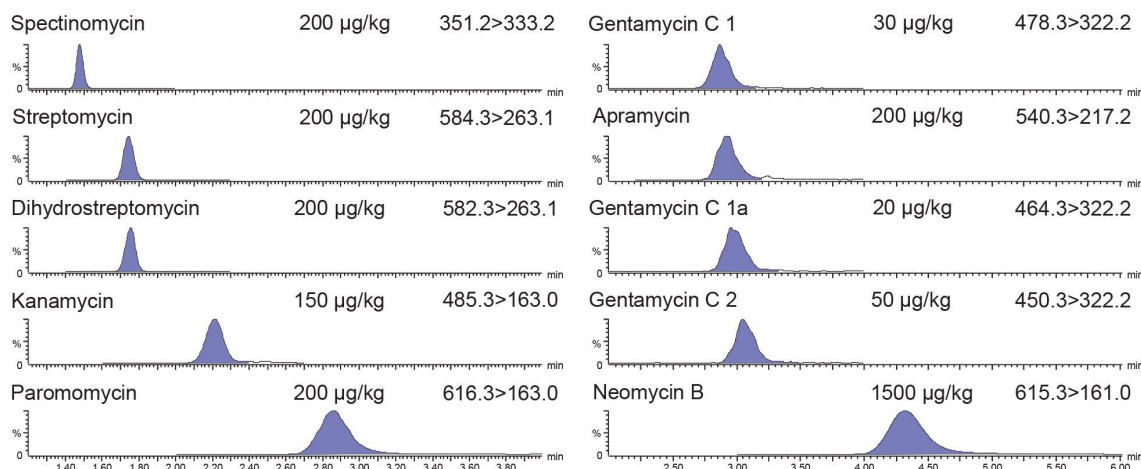 Spectinomycin 200 µg/kg 351.2>333.2
%
0
min
Streptomycin 200 µg/kg 584.3>263.1
%
0
min
Dihydrostreptomycin 200 µg/kg 582.3>263.1
%
0
min
Kanamycin 150 µg/kg 485.3>163.0
%
0
min
Paromomycin 200 µg/kg 616.3>163.0
%
0
min
1.40 1.60 1.80 2.00 2.20 2.40 2.60 2.80 3.00 3.20 3.40 3.60 3.80
Gentamycin C 1 30 µg/kg 478.3>322.2
%
0
min
Apramycin 200 µg/kg 540.3>217.2
%
0
min
Gentamycin C 1a 20 µg/kg 464.3>322.2
%
0
min
Gentamycin C 2 50 µg/kg 450.3>322.2
%
0
min
Neomycin B 1500 µg/kg 615.3>161.0
%
0
min
2.50 3.00 3.50 4.00 4.50 5.00 5.50 6.00